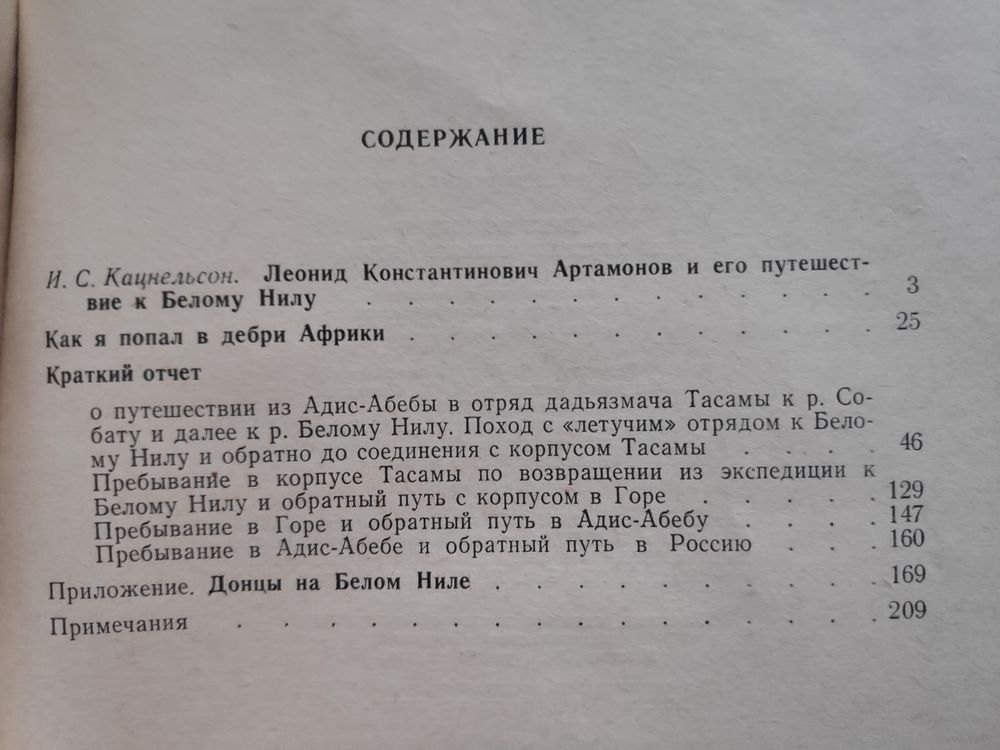 СОДЕРЖАНИЕ
И. С. Кацнельсон. Леонид Константинович Артамонов и его путешест-
вие к Белому Нилу . . . . . . . . . . . . . 3
Как я попал в дебри Африки . . . . . . . . . . . 25
Краткий отчет
о путешествии из Адис-Абебы в отряд дадьязмача Тасамы к р. Со-
бату и далее к р. Белому Нилу. Поход с «летучим» отрядом к Бело-
му Нилу и обратно до соединения с корпусом Тасамы . . . . 46
Пребывание в корпусе Тасамы по возвращении из экспедиции к
Белому Нилу и обратный путь с корпусом в Горе . . . . . 129
Пребывание в Горе и обратный путь в Адис-Абебу . . . . 147
Пребывание в Адис-Абебе и обратный путь в Россию . . . 160
Приложение. Донцы на Белом Ниле . . . . . . . . . . 169
Примечания . . . . . . . . . . . . . . . 209